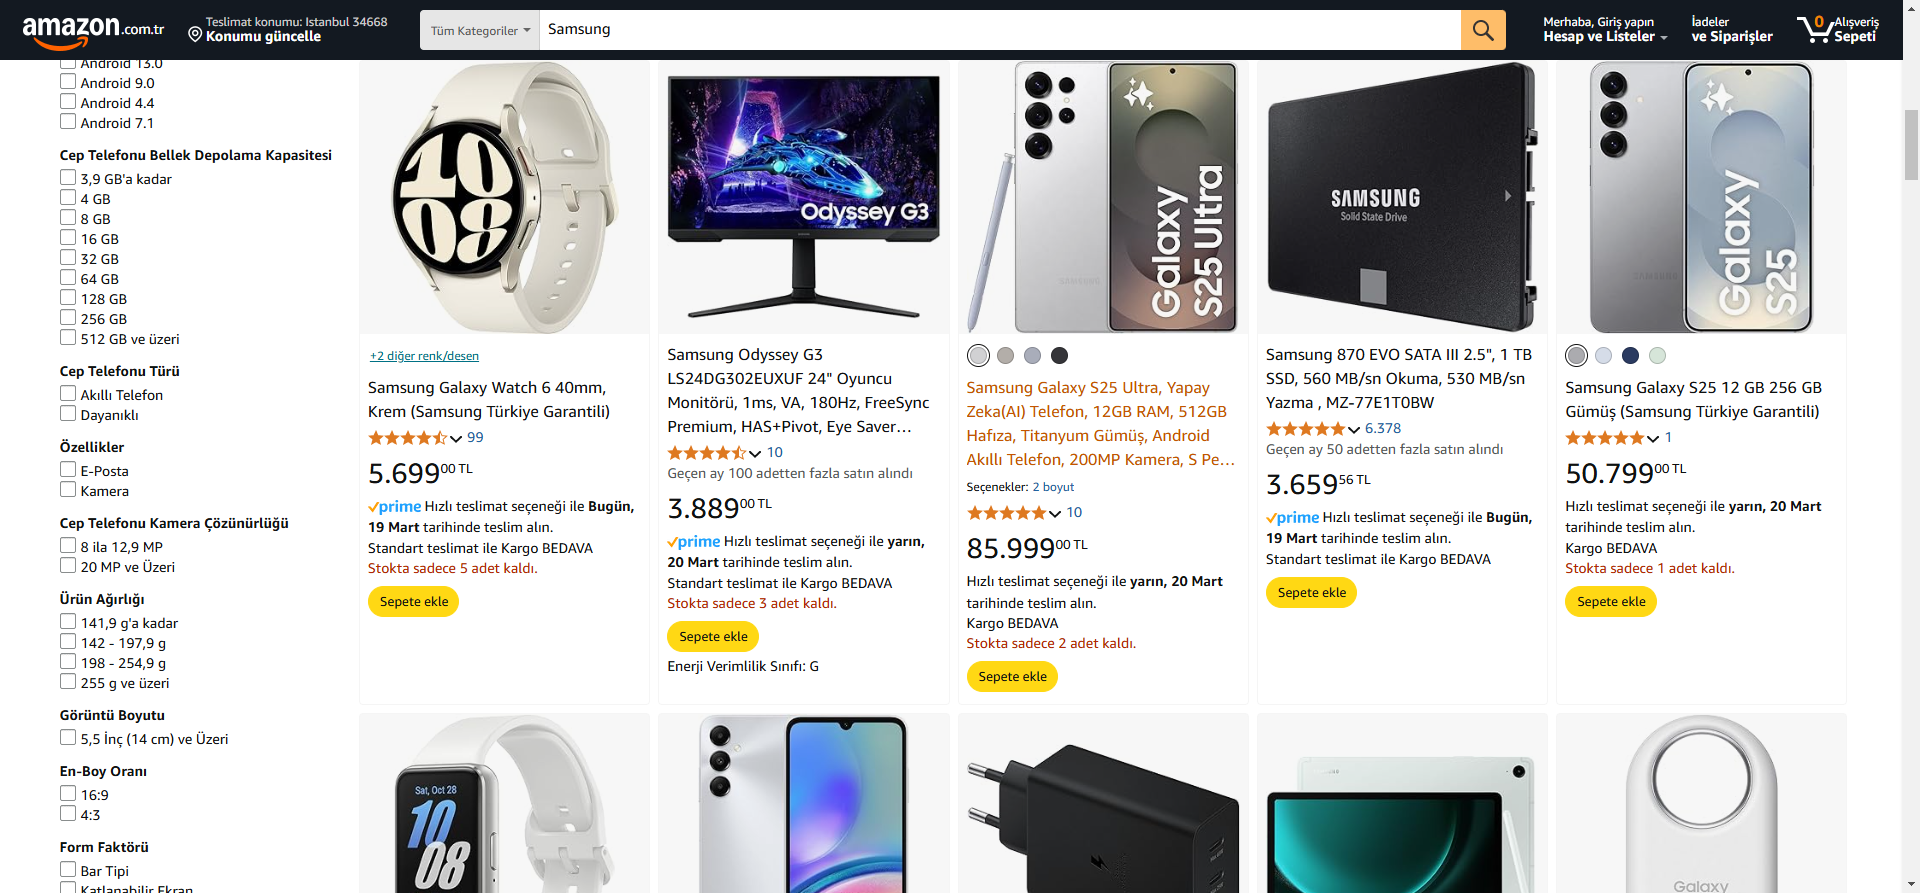 amazon.com.tr
Teslimat konumu: Istanbul 34668
Konumu güncelle
Tüm Kategoriler
Samsung
Merhaba, Giriş yapın
Hesap ve Listeler
İadeler
ve Siparişler
0
Alışveriş
Sepeti
Android 13.0
Android 9.0
Android 4.4
Android 7.1
Cep Telefonu Bellek Depolama Kapasitesi
3,9 GB'a kadar
4 GB
8 GB
16 GB
32 GB
64 GB
128 GB
256 GB
512 GB ve üzeri
Cep Telefonu Türü
Akıllı Telefon
Dayanıklı
Özellikler
E-Posta
Kamera
Cep Telefonu Kamera Çözünürlüğü
8 ila 12,9 MP
20 MP ve Üzeri
Ürün Ağırlığı
141,9 g'a kadar
142 - 197,9 g
198 - 254,9 g
255 g ve üzeri
Görüntü Boyutu
5,5 İnç (14 cm) ve Üzeri
En-Boy Oranı
16:9
4:3
Form Faktörü
Bar Tipi
Katlanabilir Ekran
10
08
+2 diğer renk/desen
Samsung Galaxy Watch 6 40mm,
Krem (Samsung Türkiye Garantili)
99
5.69900 TL
prime Hızlı teslimat seçeneği ile Bugün,
19 Mart tarihinde teslim alın.
Standart teslimat ile Kargo BEDAVA
Stokta sadece 5 adet kaldı.
Sepete ekle
Odyssey G3
Samsung Odyssey G3
LS24DG302EUXUF 24" Oyuncu
Monitörü, 1ms, VA, 180Hz, FreeSync
Premium, HAS+Pivot, Eye Saver…
10
Geçen ay 100 adetten fazla satın alındı
3.88900 TL
prime Hızlı teslimat seçeneği ile yarın,
20 Mart tarihinde teslim alın.
Standart teslimat ile Kargo BEDAVA
Stokta sadece 3 adet kaldı.
Sepete ekle
Enerji Verimlilik Sınıfı: G
SAMSUNG
Galaxy
S25 Ultra
Samsung Galaxy S25 Ultra, Yapay
Zeka(AI) Telefon, 12GB RAM, 512GB
Hafıza, Titanyum Gümüş, Android
Akıllı Telefon, 200MP Kamera, S Pe…
Seçenekler: 2 boyut
10
85.99900 TL
Hızlı teslimat seçeneği ile yarın, 20 Mart
tarihinde teslim alın.
Kargo BEDAVA
Stokta sadece 2 adet kaldı.
Sepete ekle
SAMSUNG
Solid State Drive
Samsung 870 EVO SATA III 2.5", 1 TB
SSD, 560 MB/sn Okuma, 530 MB/sn
Yazma , MZ-77E1T0BW
6.378
Geçen ay 50 adetten fazla satın alındı
3.65956 TL
prime Hızlı teslimat seçeneği ile Bugün,
19 Mart tarihinde teslim alın.
Standart teslimat ile Kargo BEDAVA
Sepete ekle
SAMSUNG
Galaxy
S25
Samsung Galaxy S25 12 GB 256 GB
Gümüş (Samsung Türkiye Garantili)
1
50.79900 TL
Hızlı teslimat seçeneği ile yarın, 20 Mart
tarihinde teslim alın.
Kargo BEDAVA
Stokta sadece 1 adet kaldı.
Sepete ekle
Sat, Oct 28
10
08
Galaxy